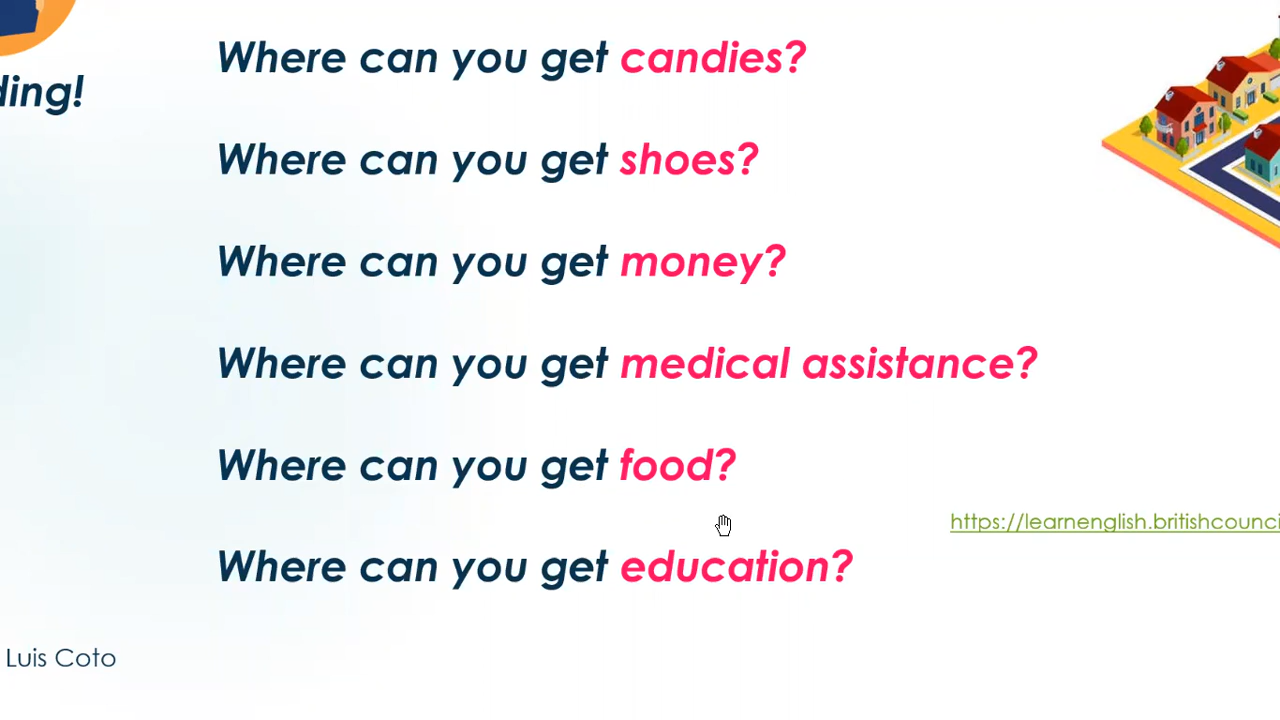 Where can you get candies?
ding!
Where can you get shoes?
Where can you get money?
Where can you get medical assistance?
Where can you get food?
https://learnenglish.britishcounci
Where can you get education?
Luis Coto